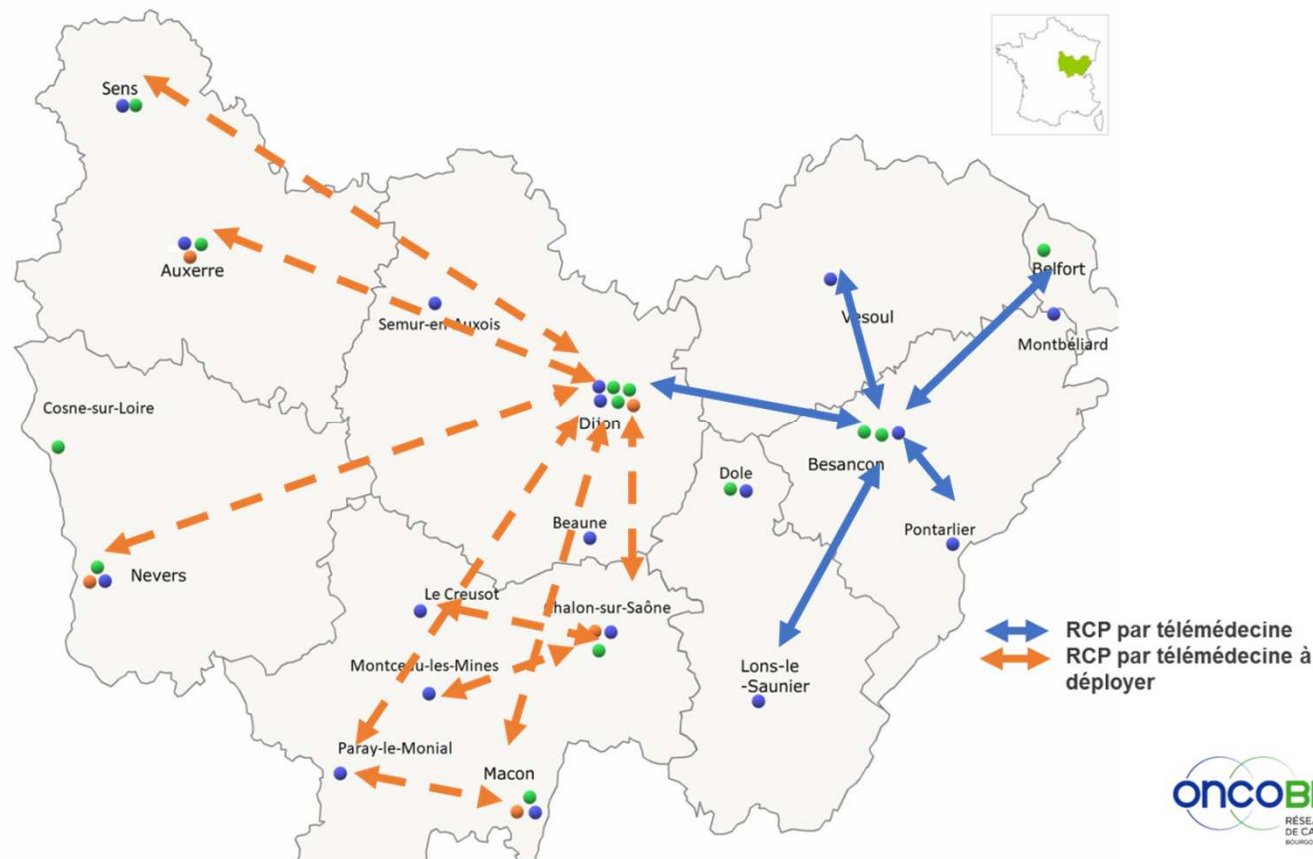 Sens
Auxerre
Semur-en-Auxois
Vesoul
Belfort
Montbéliard
Cosne-sur-Loire
Dijon
Besançon
Dole
Beaune
Pontarlier
Nevers
Le Creusot
Chalon-sur-Saône
Montceau-les-Mines
Lons-le
-Saunier
Paray-le-Monial
Macon
RCP par télémédecine
RCP par télémédecine à
déployer